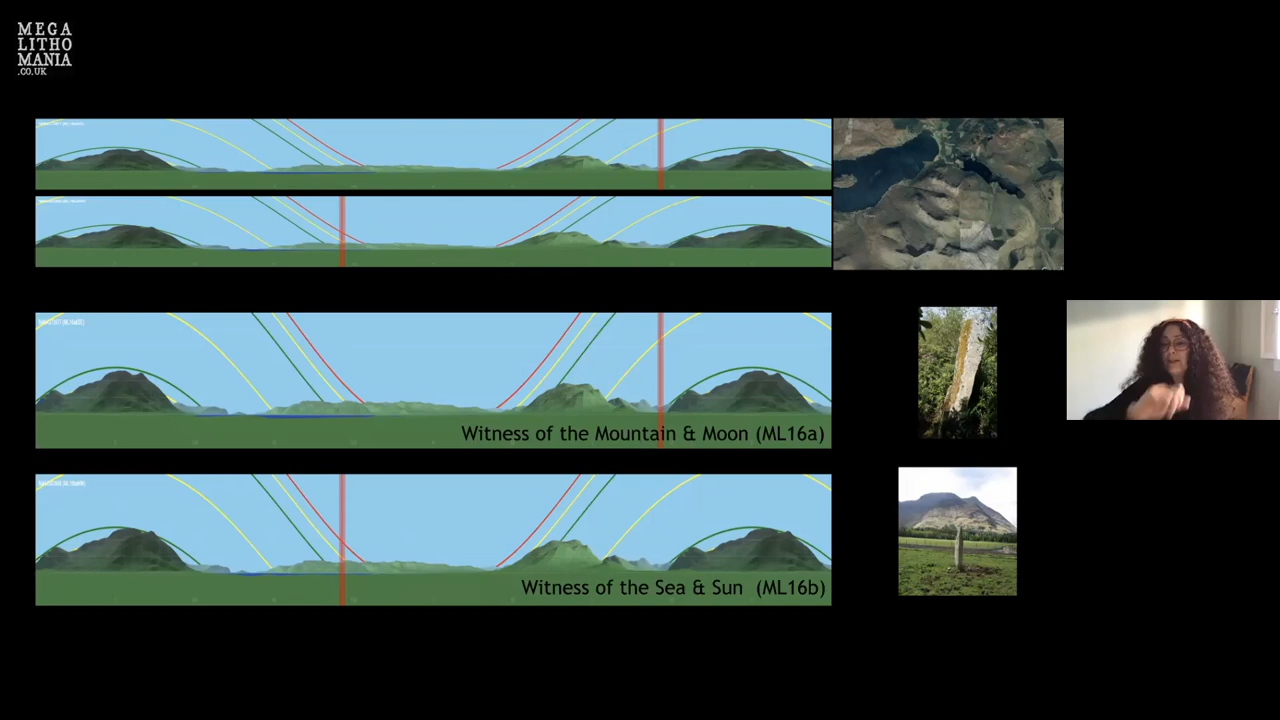 MEGA
LITHO
MANIA
.CO.UK
Witness of the Mountain & Moon (ML16a)
Witness of the Sea & Sun (ML16b)